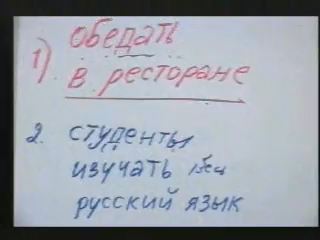 1) обедать
в ресторане
2. студенты
изучать
русский язык